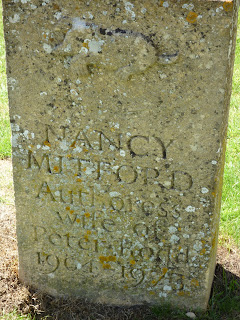 NANCY
MITFORD
Authoress
wife of
Peter Rodd
1904-1973